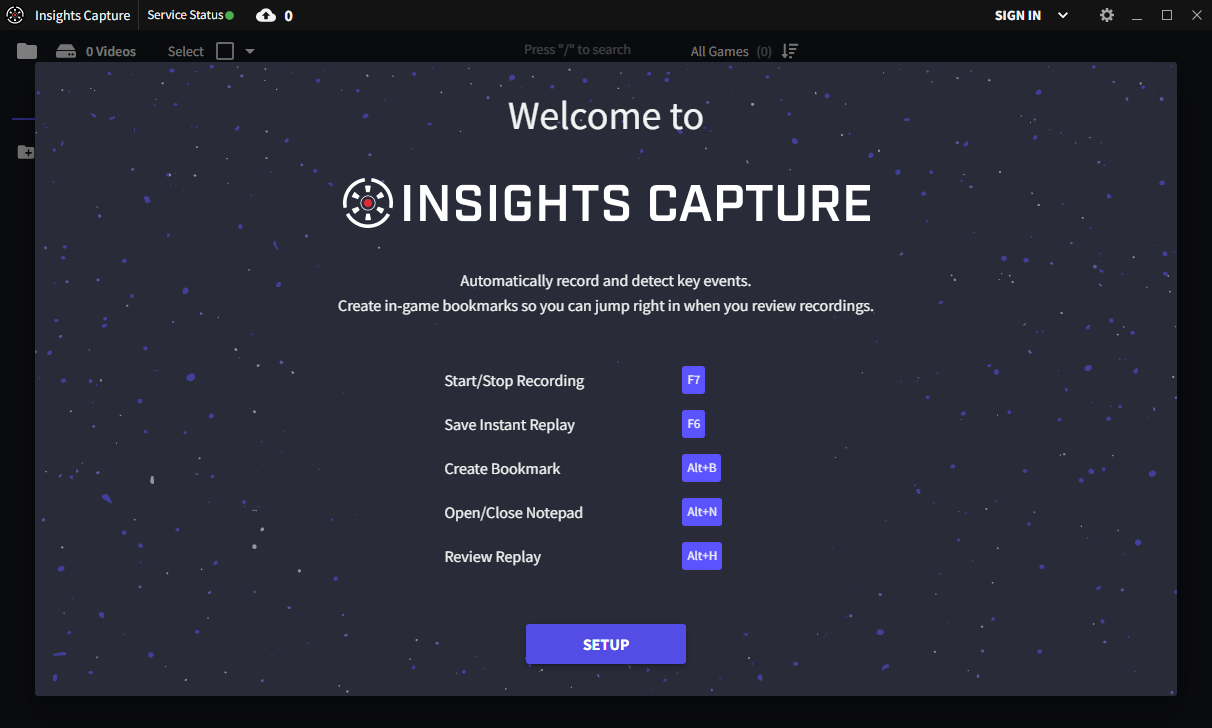 Insights Capture Service Status 0 SIGN IN
0 Videos Select Press "/" to search All Games (0)
Welcome to
INSIGHTS CAPTURE
Automatically record and detect key events.
Create in-game bookmarks so you can jump right in when you review recordings.
Start/Stop Recording F7
Save Instant Replay F6
Create Bookmark Alt+B
Open/Close Notepad Alt+N
Review Replay Alt+H
SETUP